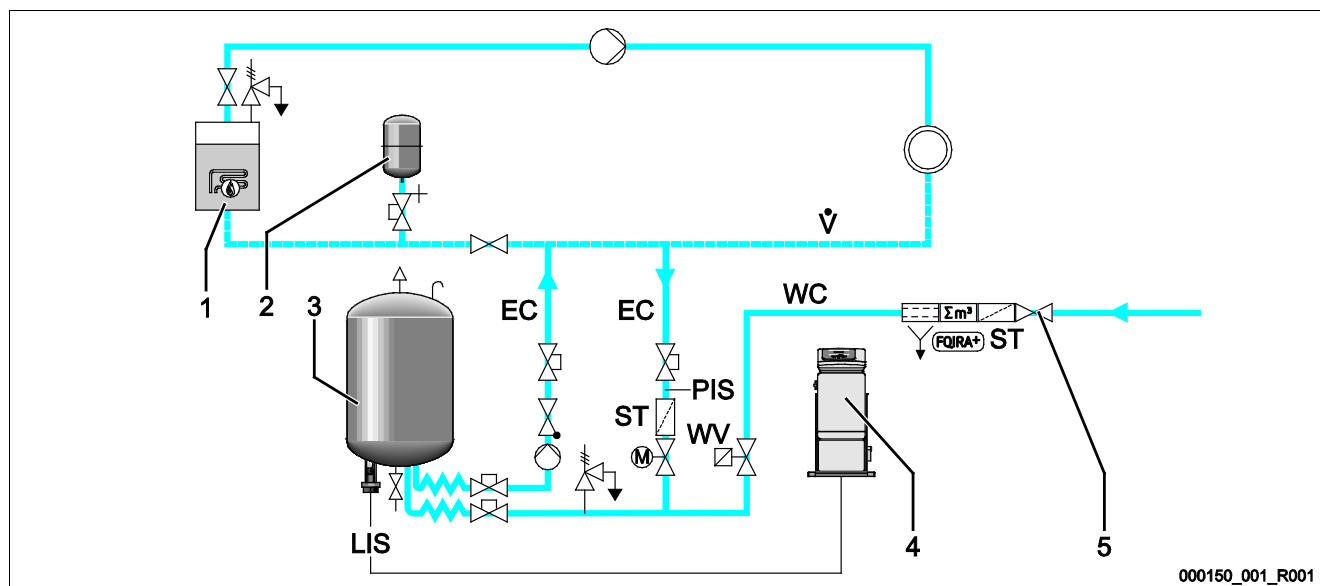 V̇
1
2
3
EC
EC
WC
Σm³
FQIRA+
ST
PIS
ST
WV
M
LIS
4
5
000150_001_R001